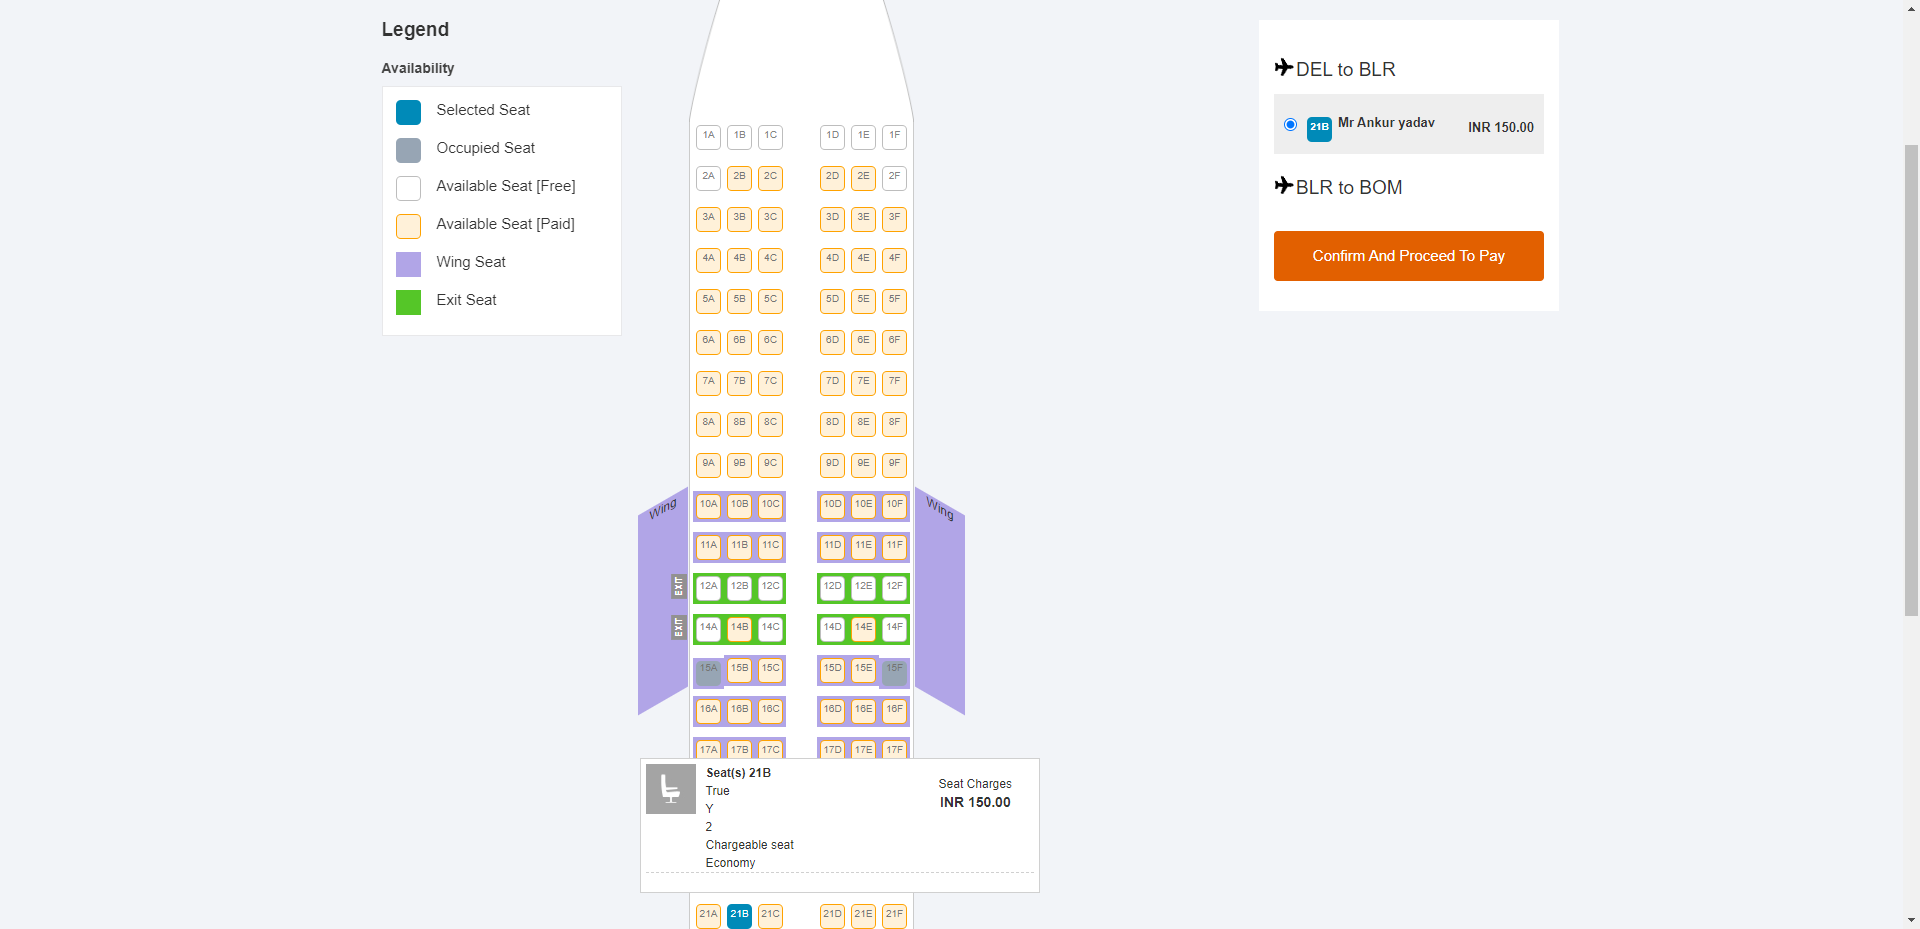 Legend
Availability
Selected Seat
Occupied Seat
Available Seat [Free]
Available Seat [Paid]
Wing Seat
Exit Seat
1A 1B 1C 1D 1E 1F
2A 2B 2C 2D 2E 2F
3A 3B 3C 3D 3E 3F
4A 4B 4C 4D 4E 4F
5A 5B 5C 5D 5E 5F
6A 6B 6C 6D 6E 6F
7A 7B 7C 7D 7E 7F
8A 8B 8C 8D 8E 8F
9A 9B 9C 9D 9E 9F
Wing 10A 10B 10C 10D 10E 10F Wing
11A 11B 11C 11D 11E 11F
EXIT 12A 12B 12C 12D 12E 12F
EXIT 14A 14B 14C 14D 14E 14F
15A 15B 15C 15D 15E 15F
16A 16B 16C 16D 16E 16F
17A 17B 17C 17D 17E 17F
Seat(s) 21B
True
Y
2
Chargeable seat
Economy
Seat Charges
INR 150.00
21A 21B 21C 21D 21E 21F
DEL to BLR
21B Mr Ankur yadav INR 150.00
BLR to BOM
Confirm And Proceed To Pay